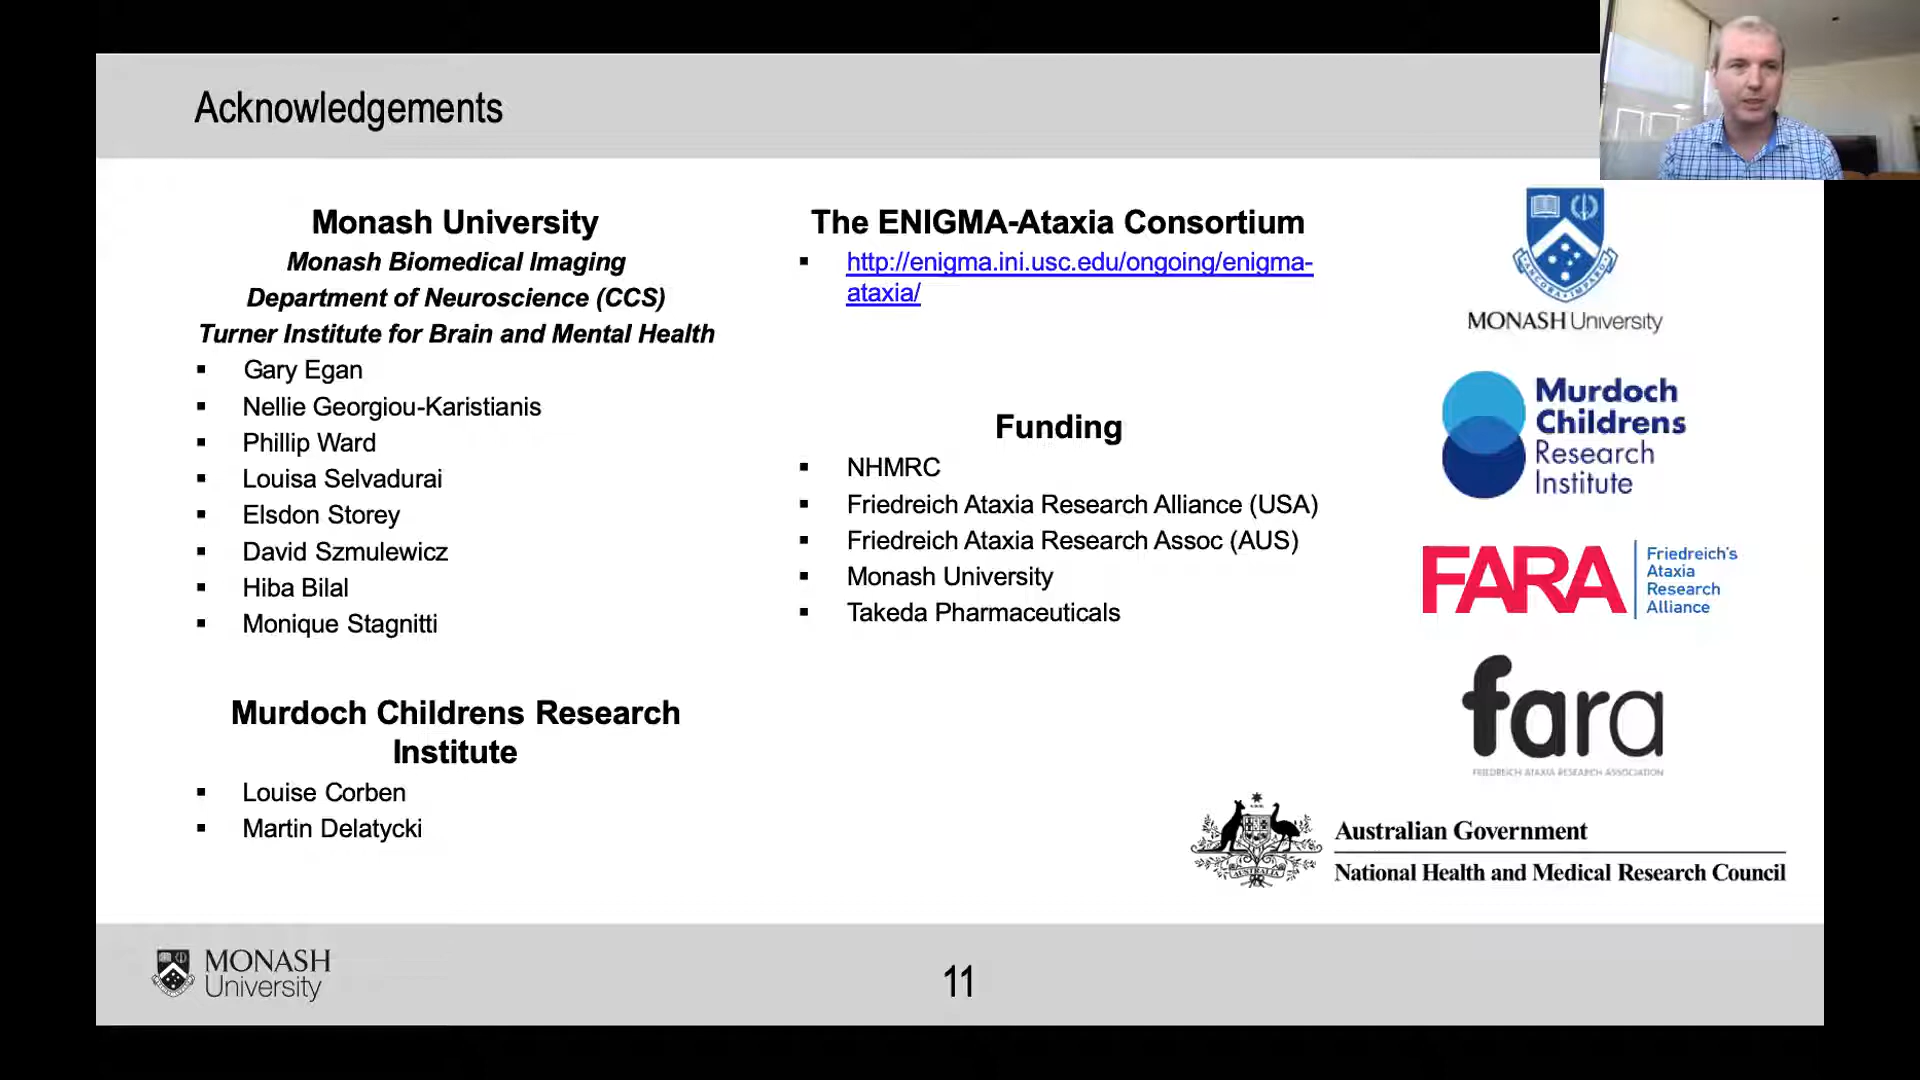 Acknowledgements
Monash University
Monash Biomedical Imaging
Department of Neuroscience (CCS)
Turner Institute for Brain and Mental Health
Gary Egan
Nellie Georgiou-Karistianis
Phillip Ward
Louisa Selvadurai
Elsdon Storey
David Szmulewicz
Hiba Bilal
Monique Stagnitti
Murdoch Childrens Research
Institute
Louise Corben
Martin Delatycki
The ENIGMA-Ataxia Consortium
http://enigma.ini.usc.edu/ongoing/enigma-
ataxia/
Funding
NHMRC
Friedreich Ataxia Research Alliance (USA)
Friedreich Ataxia Research Assoc (AUS)
Monash University
Takeda Pharmaceuticals
ANCORA IMPARO
MONASH University
Murdoch
Childrens
Research
Institute
FARA
Friedreich's
Ataxia
Research
Alliance
fara
FRIEDREICH ATAXIA RESEARCH ASSOCIATION
AUSTRALIA
Australian Government
National Health and Medical Research Council
MONASH
University
11